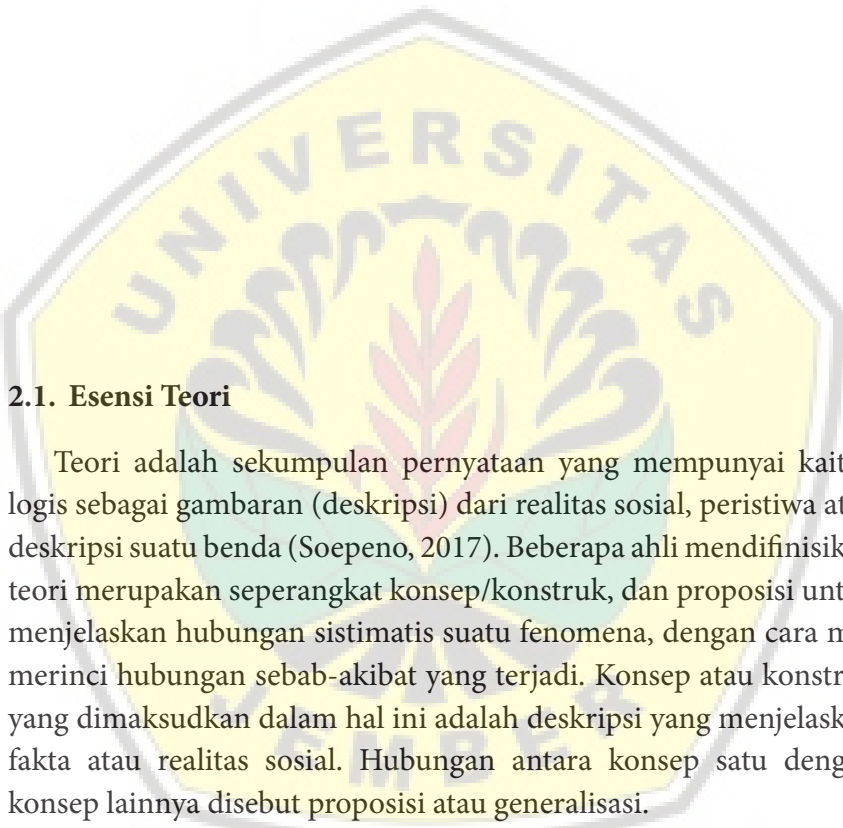 UNIVERSITAS
2.1. Esensi Teori
Teori adalah sekumpulan pernyataan yang mempunyai kait
logis sebagai gambaran (deskripsi) dari realitas sosial, peristiwa at
deskripsi suatu benda (Soepeno, 2017). Beberapa ahli mendifinisik
teori merupakan seperangkat konsep/konstruk, dan proposisi unt
menjelaskan hubungan sistimatis suatu fenomena, dengan cara m
merinci hubungan sebab-akibat yang terjadi. Konsep atau konstr
yang dimaksudkan dalam hal ini adalah deskripsi yang menjelask
fakta atau realitas sosial. Hubungan antara konsep satu deng
konsep lainnya disebut proposisi atau generalisasi.
JEMBER